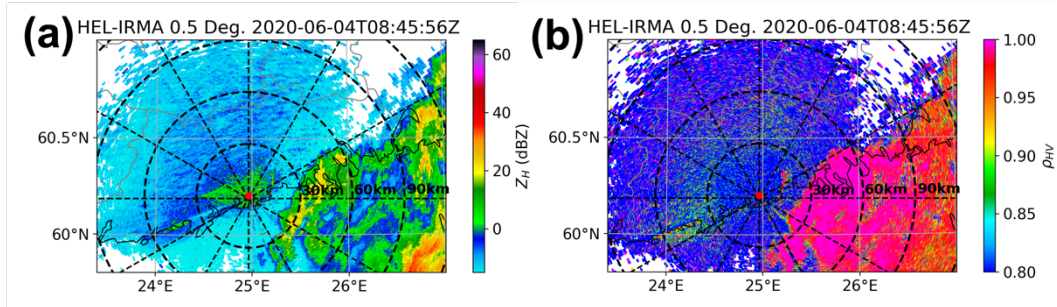 (a) HEL-IRMA 0.5 Deg. 2020-06-04T08:45:56Z
60.5°N
60°N
24°E
25°E
26°E
30km
60km
90km
60
40
20
0
Z_H (dBZ)
(b) HEL-IRMA 0.5 Deg. 2020-06-04T08:45:56Z
60.5°N
60°N
24°E
25°E
26°E
30km
60km
90km
1.00
0.95
0.90
0.85
0.80
ρ_HV